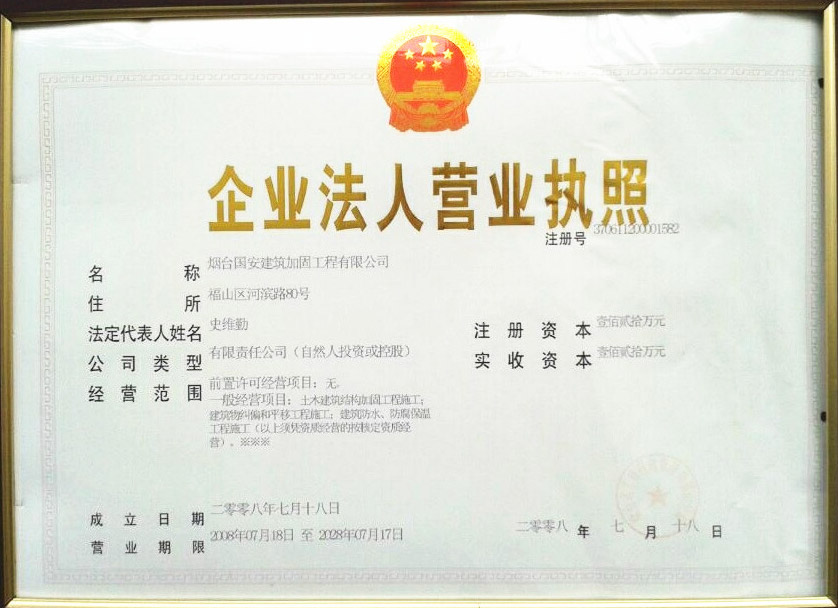 企业法人营业执照
注册号 370611200001582
名称 烟台国安建筑加固工程有限公司
住所 福山区河滨路80号
法定代表人姓名 史维勤
注册资本 壹佰贰拾万元
公司类型 有限责任公司（自然人投资或控股）
实收资本 壹佰贰拾万元
经营范围 前置许可经营项目：无。
一般经营项目：土木建筑结构加固工程施工；
建筑物纠偏和平移工程施工；建筑防水、防腐保温
工程施工（以上须凭资质经营的按核定资质经
营）。※※※
成立日期 二零零八年七月十八日
营业期限 2008年07月18日 至 2028年07月17日
二零零八 年 七 月 十八 日